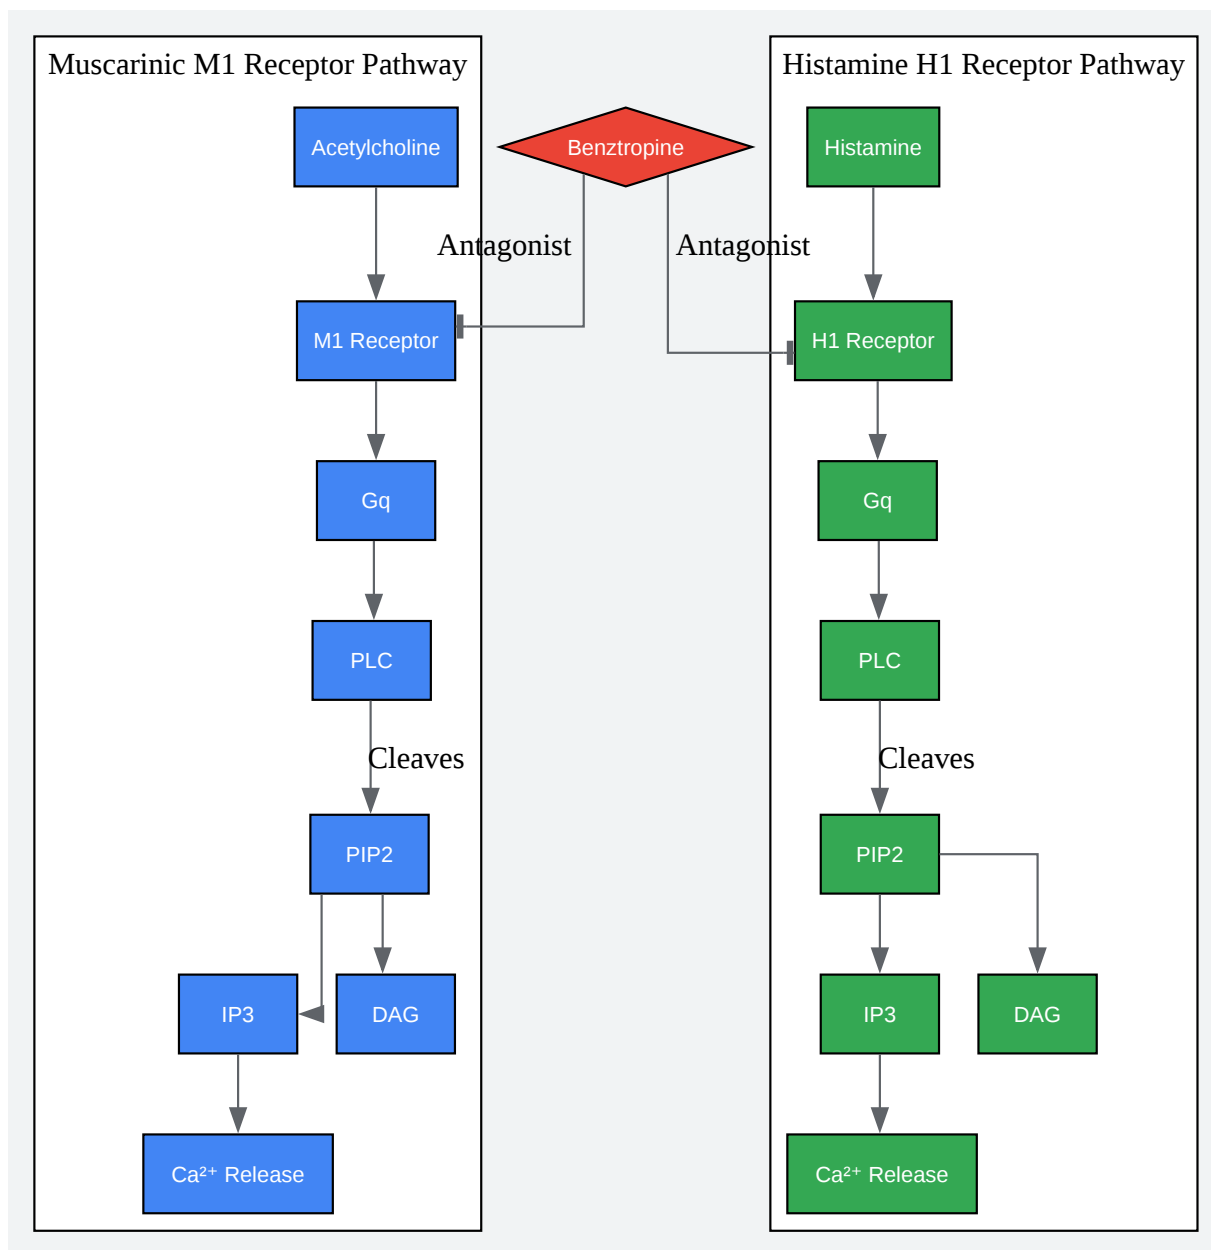 Muscarinic M1 Receptor Pathway
Histamine H1 Receptor Pathway
Acetylcholine
Benztropine
Histamine
Antagonist
Antagonist
M1 Receptor
H1 Receptor
Gq
Gq
PLC
PLC
Cleaves
Cleaves
PIP2
PIP2
IP3
DAG
IP3
DAG
Ca²⁺ Release
Ca²⁺ Release